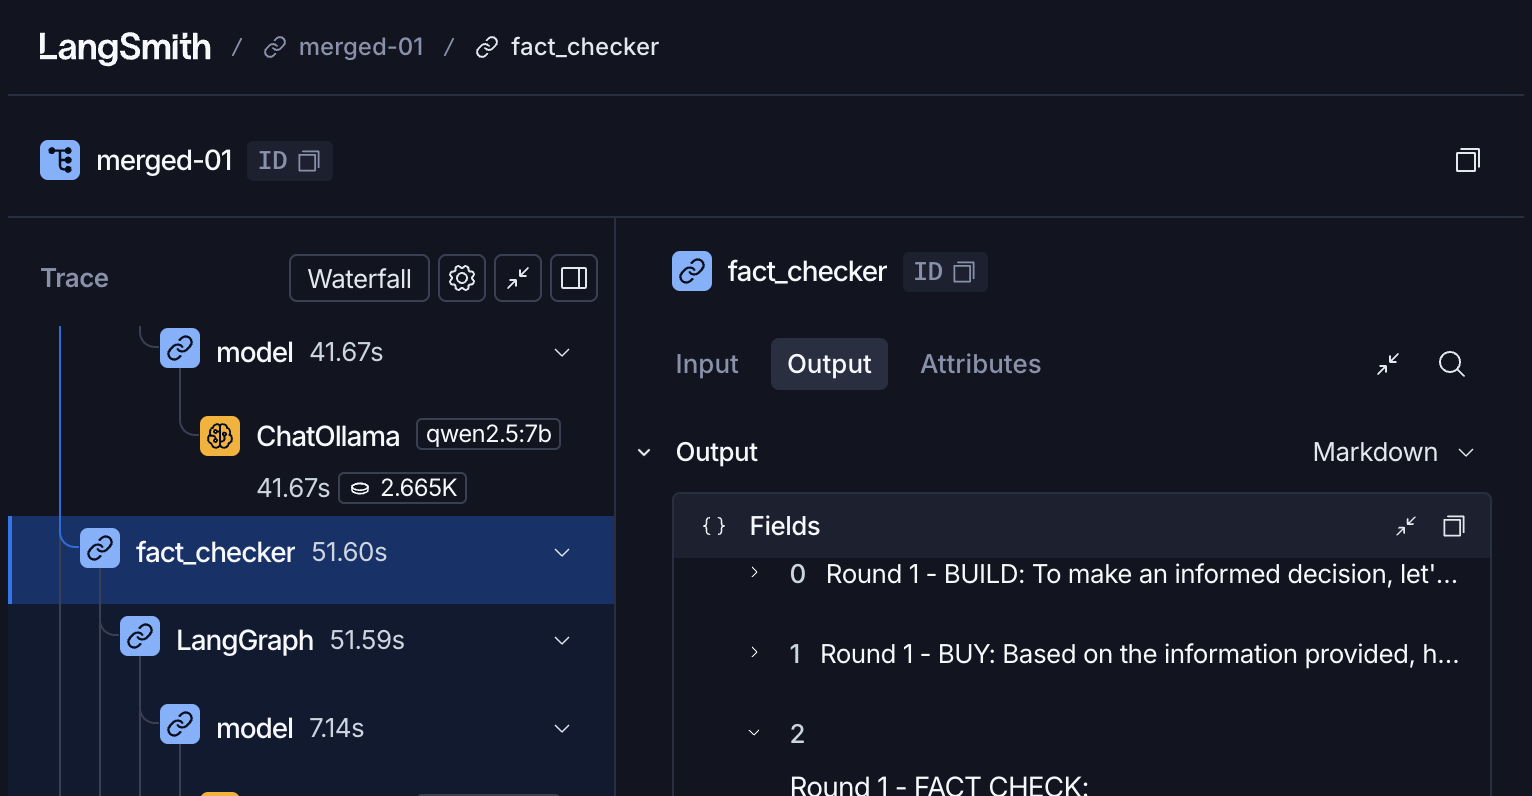 LangSmith / merged-01 / fact_checker
merged-01 ID
Trace Waterfall
model 41.67s
ChatOllama qwen2.5:7b
41.67s 2.665K
fact_checker 51.60s
LangGraph 51.59s
model 7.14s
fact_checker ID
Input Output Attributes
Output Markdown
{} Fields
0 Round 1 - BUILD: To make an informed decision, let'...
1 Round 1 - BUY: Based on the information provided, h...
2
Round 1 - FACT CHECK: